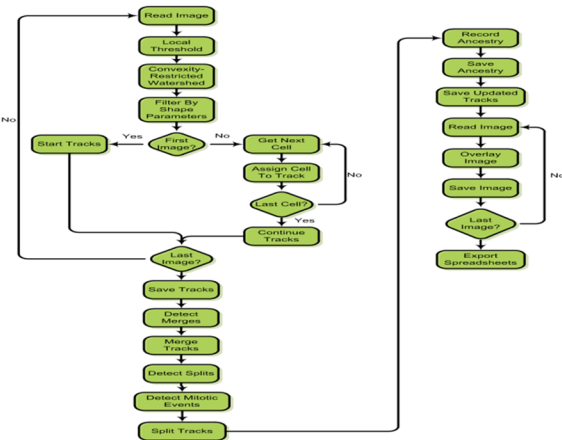 Read Image
Local
Threshold
Convexity-
Restricted
Watershed
Filter By
Shape
Parameters
First
Image?
Yes
No
Start Tracks
Get Next
Cell
Assign Cell
To Track
Last Cell?
No
Yes
Continue
Tracks
Last
Image?
No
Save Tracks
Detect
Merges
Merge
Tracks
Detect Splits
Detect Mitotic
Events
Split Tracks
Record
Ancestry
Save
Ancestry
Save Updated
Tracks
Read Image
Overlay
Image
Save Image
Last
Image?
No
Export
Spreadsheets